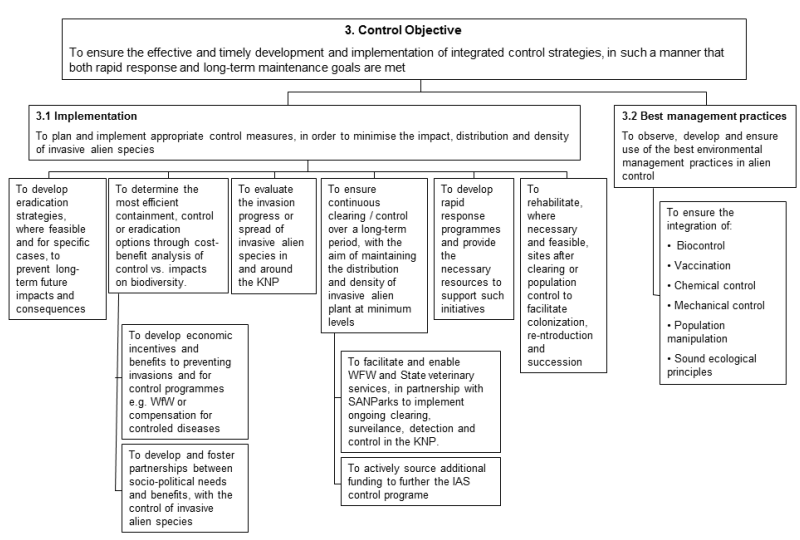 3. Control Objective
To ensure the effective and timely development and implementation of integrated control strategies, in such a manner that
both rapid response and long-term maintenance goals are met
3.1 Implementation
To plan and implement appropriate control measures, in order to minimise the impact, distribution and density
of invasive alien species
3.2 Best management practices
To observe, develop and ensure
use of the best environmental
management practices in alien
control
To develop
eradication
strategies,
where feasible
and for specific
cases, to
prevent long-
term future
impacts and
consequences
To determine the
most efficient
containment, control
or eradication
options through cost-
benefit analysis of
control vs. impacts
on biodiversity.
To evaluate
the invasion
progress or
spread of
invasive alien
species in
and around
the KNP
To ensure
continuous
clearing / control
over a long-term
period, with the
aim of maintaining
the distribution
and density of
invasive alien
plant at minimum
levels
To develop
rapid
response
programmes
and provide
the
necessary
resources to
support such
initiatives
To
rehabilitate,
where
necessary
and feasible,
sites after
clearing or
population
control to
facilitate
colonization,
re-ntroduction
and
succession
To ensure the
integration of:
• Biocontrol
• Vaccination
• Chemical control
• Mechanical control
• Population
manipulation
• Sound ecological
principles
To develop economic
incentives and
benefits to preventing
invasions and for
control programmes
e.g. WfW or
compensation for
controled diseases
To develop and foster
partnerships between
socio-political needs
and benefits, with the
control of invasive
alien species
To facilitate and enable
WFW and State veterinary
services, in partnership with
SANParks to implement
ongoing clearing,
surveilance, detection and
control in the KNP.
To actively source additional
funding to further the IAS
control programe